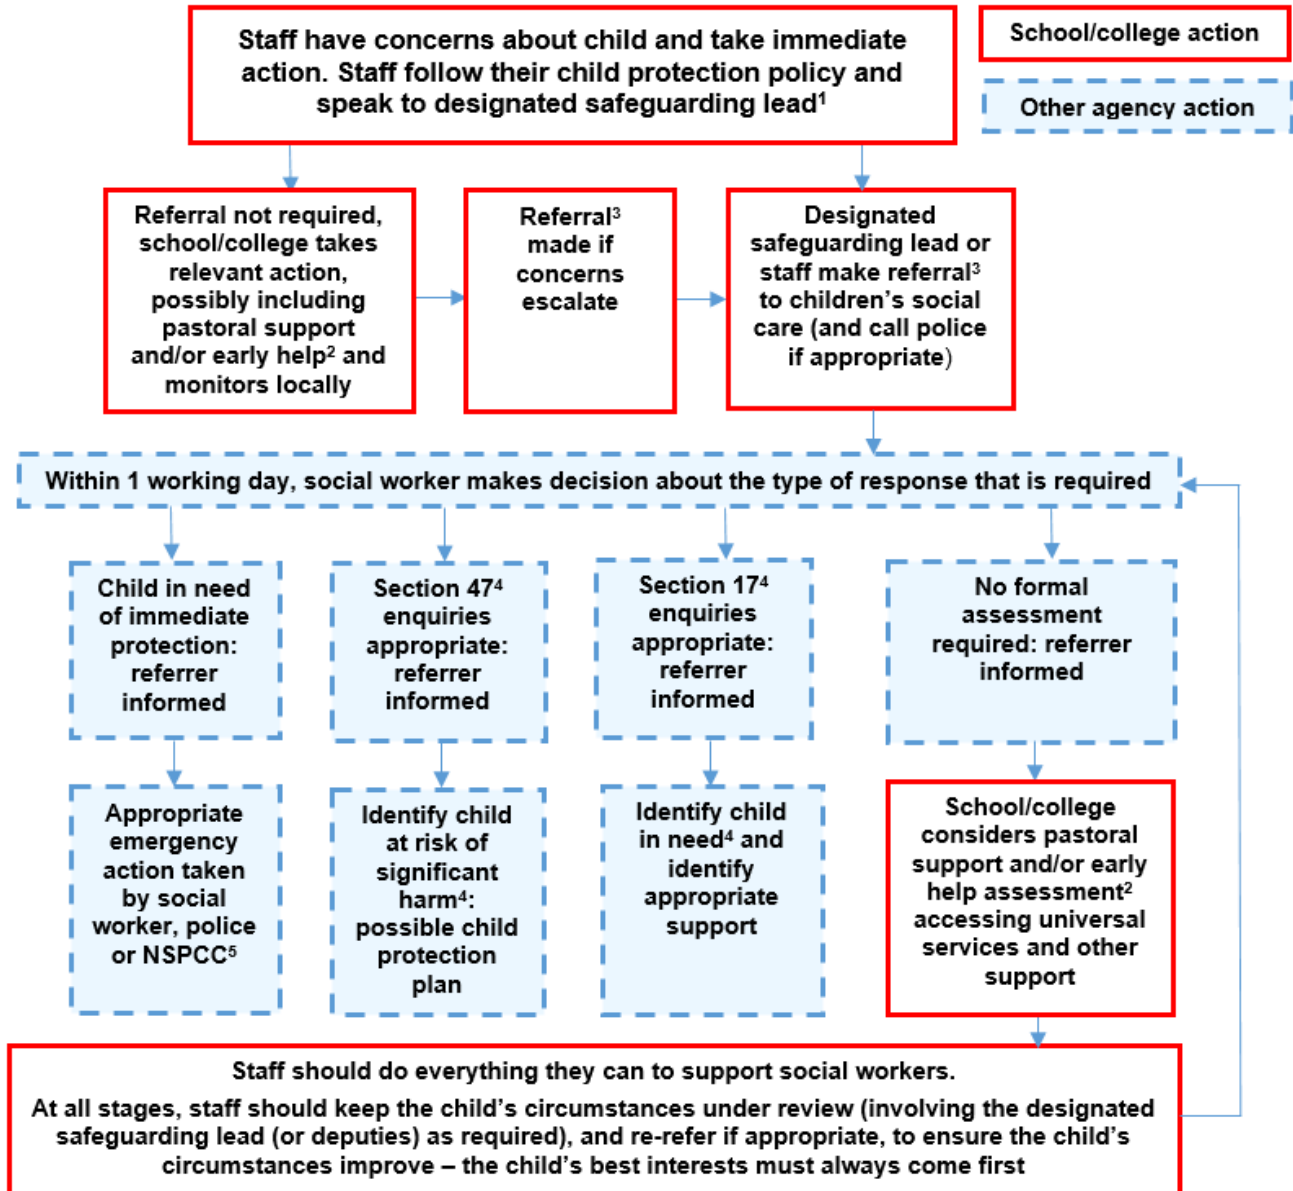 Staff have concerns about child and take immediate
action. Staff follow their child protection policy and
speak to designated safeguarding lead¹
School/college action
Other agency action
Referral not required,
school/college takes
relevant action,
possibly including
pastoral support
and/or early help² and
monitors locally
Referral³
made if
concerns
escalate
Designated
safeguarding lead or
staff make referral³
to children's social
care (and call police
if appropriate)
Within 1 working day, social worker makes decision about the type of response that is required
Child in need
of immediate
protection:
referrer
informed
Section 47⁴
enquiries
appropriate:
referrer
informed
Section 17⁴
enquiries
appropriate:
referrer
informed
No formal
assessment
required: referrer
informed
Appropriate
emergency
action taken
by social
worker, police
or NSPCC⁵
Identify child
at risk of
significant
harm⁴:
possible child
protection
plan
Identify child
in need⁴ and
identify
appropriate
support
School/college
considers pastoral
support and/or early
help assessment²
accessing universal
services and other
support
Staff should do everything they can to support social workers.
At all stages, staff should keep the child's circumstances under review (involving the designated
safeguarding lead (or deputies) as required), and re-refer if appropriate, to ensure the child's
circumstances improve – the child's best interests must always come first